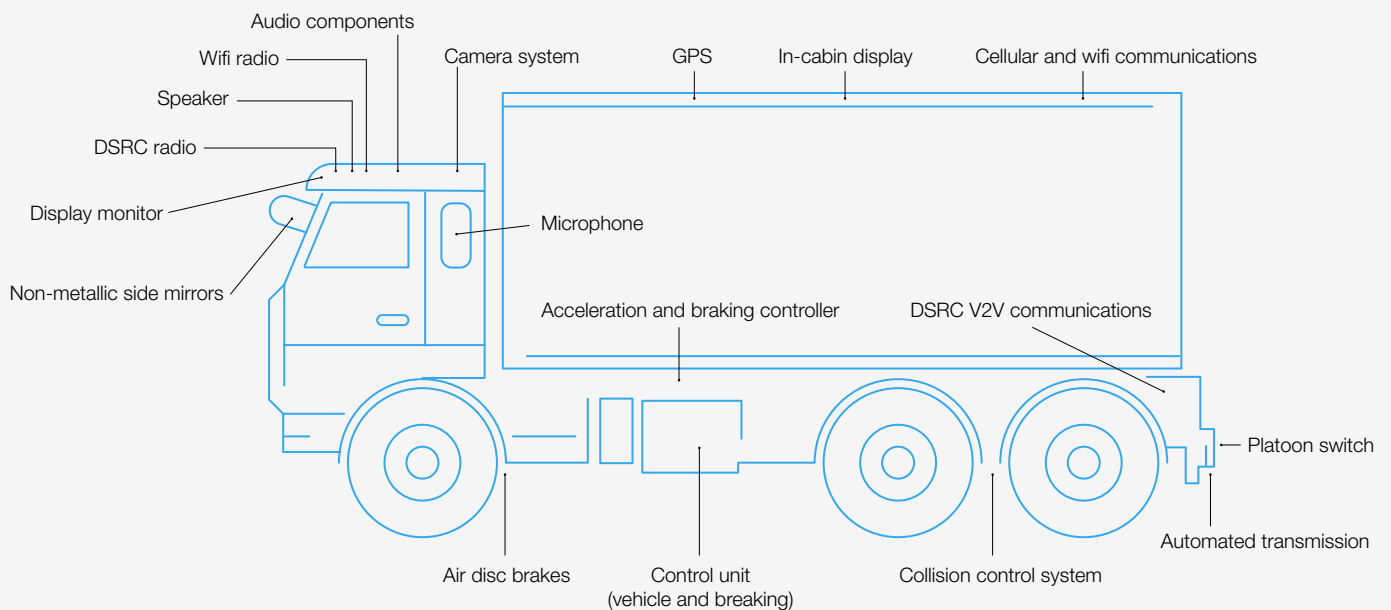 Audio components
Wifi radio
Camera system
GPS
In-cabin display
Cellular and wifi communications
Speaker
DSRC radio
Display monitor
Microphone
Non-metallic side mirrors
Acceleration and braking controller
DSRC V2V communications
Platoon switch
Automated transmission
Air disc brakes
Control unit
(vehicle and breaking)
Collision control system